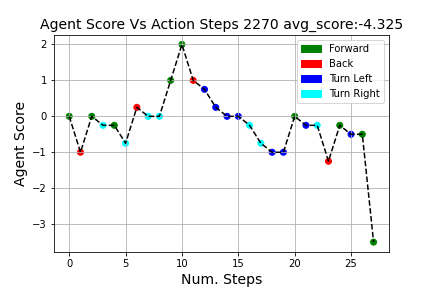 Agent Score Vs Action Steps 2270 avg_score:-4.325
Agent Score
2
1
0
−1
−2
−3
Forward
Back
Turn Left
Turn Right
0 5 10 15 20 25
Num. Steps